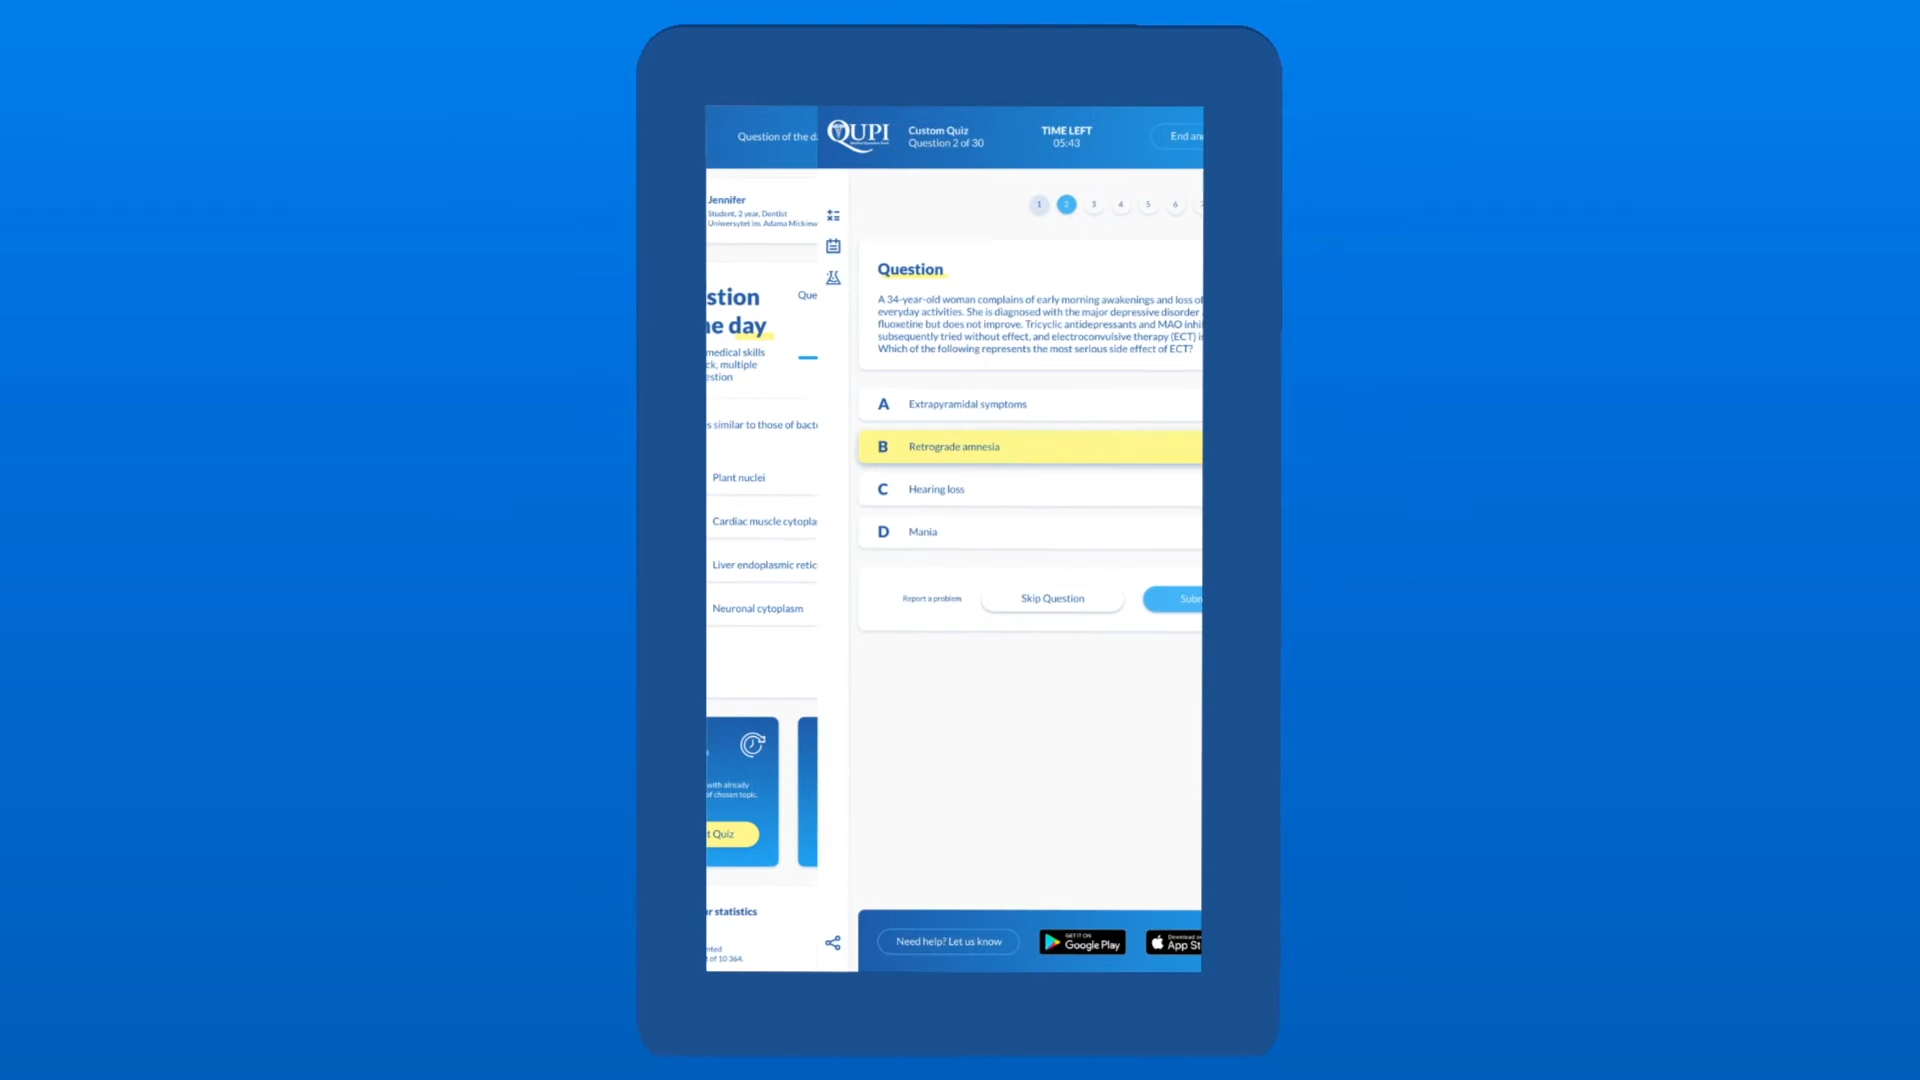 Question of the d
QUPI
Custom Quiz
Question 2 of 30
TIME LEFT
05:43
End an
Jennifer
Student, 2 year, Dentist
Uniwersytet im. Adama Mickiew
1 2 3 4 5 6
stion
he day
Que
medical skills
ck, multiple
estion
s similar to those of bact
Plant nuclei
Cardiac muscle cytopla
Liver endoplasmic retic
Neuronal cytoplasm
with already
of chosen topic.
t Quiz
r statistics
nted
t of 10 364.
Question
A 34-year-old woman complains of early morning awakenings and loss of
everyday activities. She is diagnosed with the major depressive disorder
fluoxetine but does not improve. Tricyclic antidepressants and MAO inhi
subsequently tried without effect, and electroconvulsive therapy (ECT) i
Which of the following represents the most serious side effect of ECT?
A Extrapyramidal symptoms
B Retrograde amnesia
C Hearing loss
D Mania
Report a problem
Skip Question
Subm
Need help? Let us know
GET IT ON
Google Play
Download o
App St